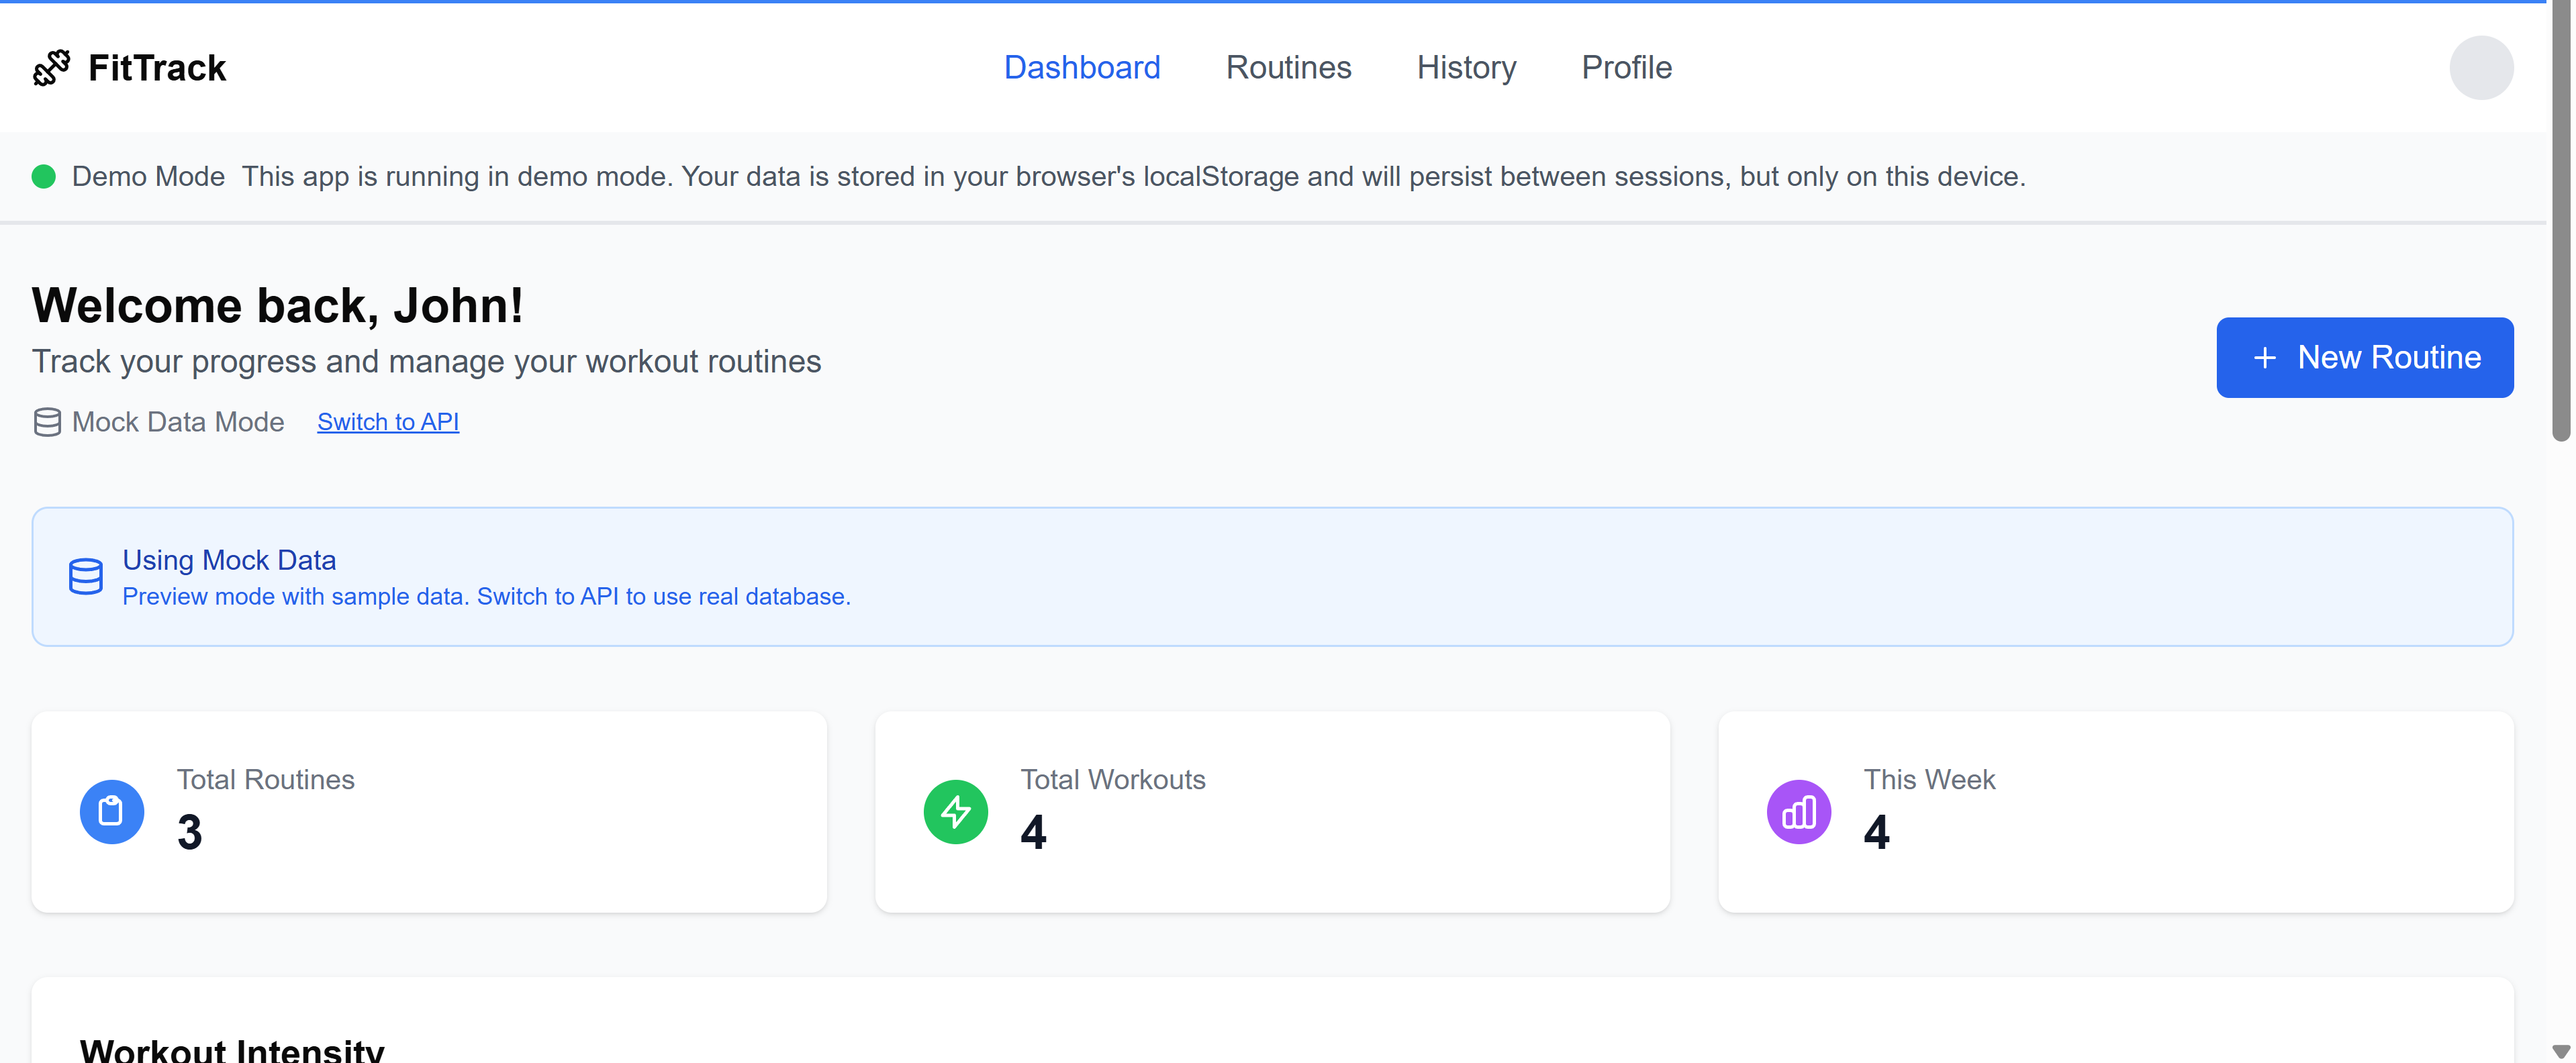 FitTrack
Dashboard
Routines
History
Profile
Demo Mode This app is running in demo mode. Your data is stored in your browser's localStorage and will persist between sessions, but only on this device.
Welcome back, John!
Track your progress and manage your workout routines
Mock Data Mode Switch to API
+ New Routine
Using Mock Data
Preview mode with sample data. Switch to API to use real database.
Total Routines
3
Total Workouts
4
This Week
4
Workout Intensity